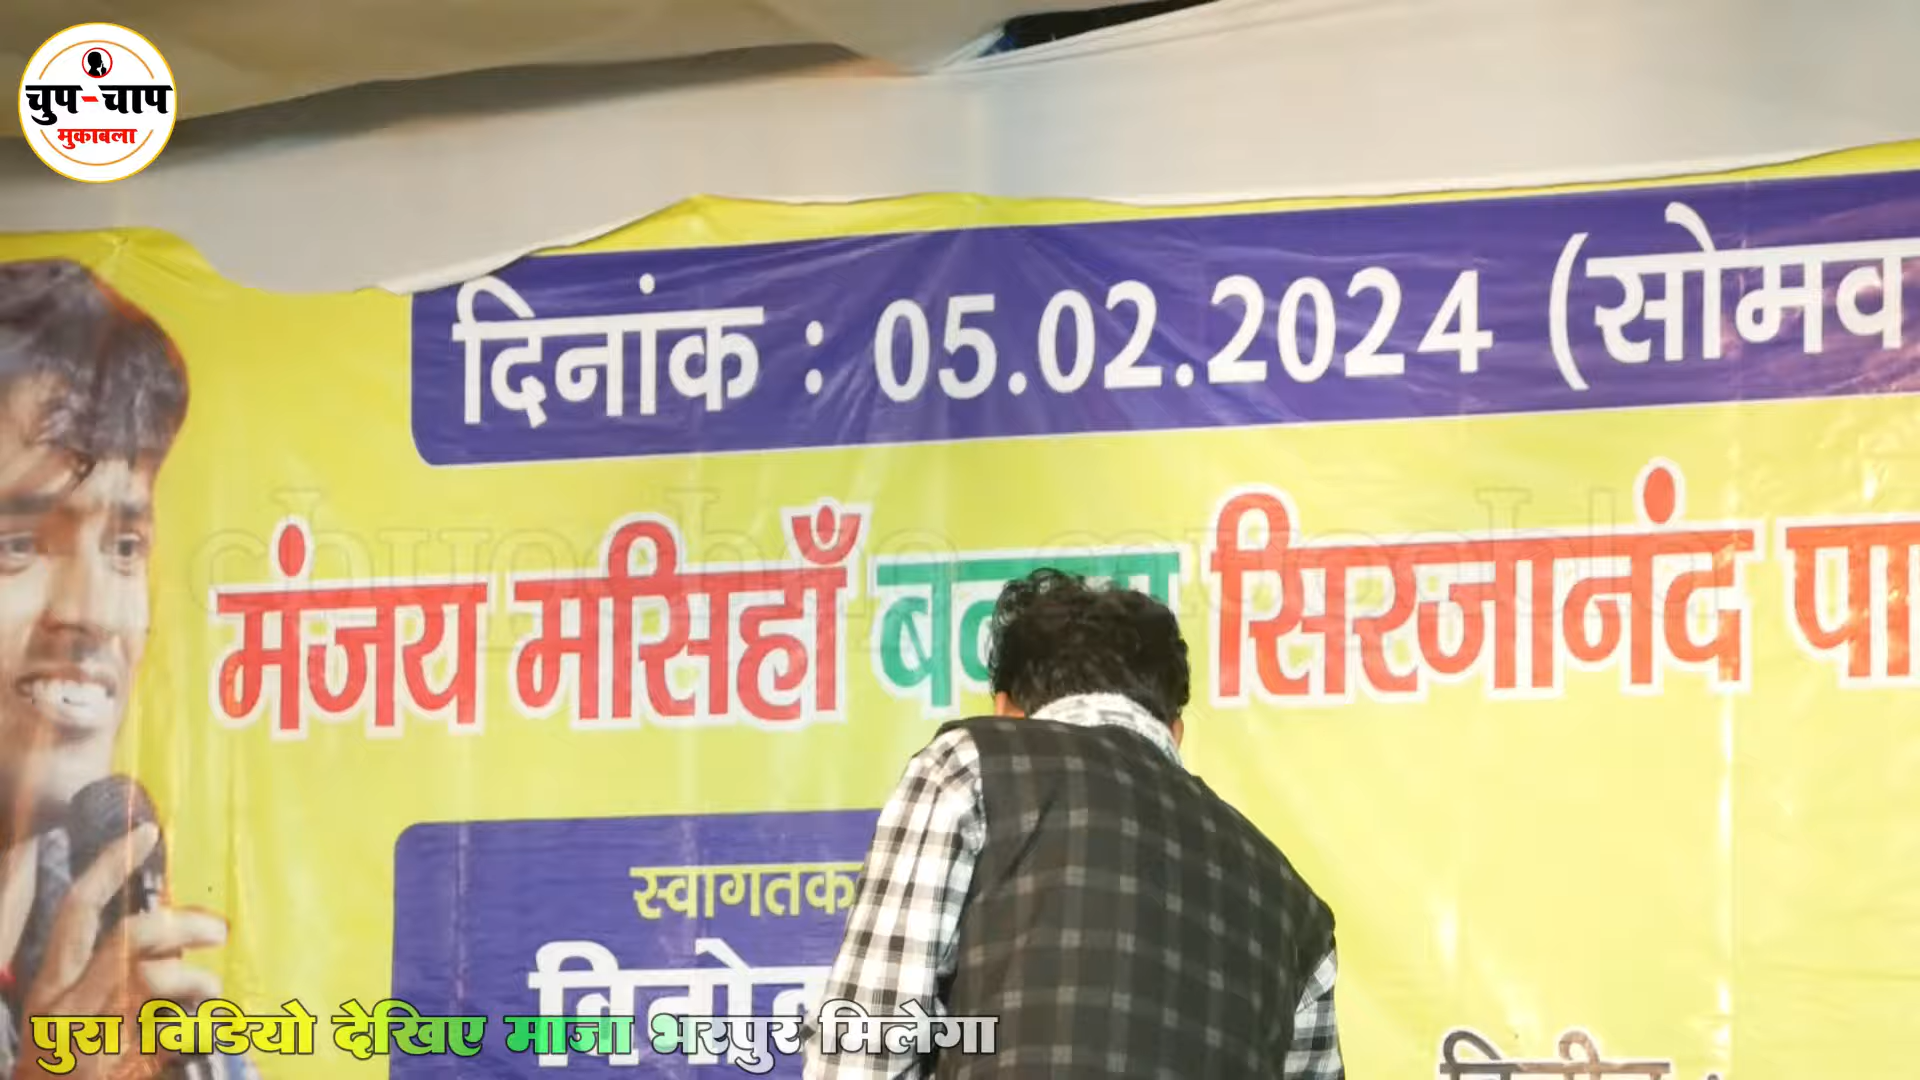 चुप-चाप
मुकाबला
दिनांक : 05.02.2024 (सोमव
मंजय मसिहाँ सिरजानंद पा
स्वागतक
पुरा विडियो देखिए माजा भरपुर मिलेगा